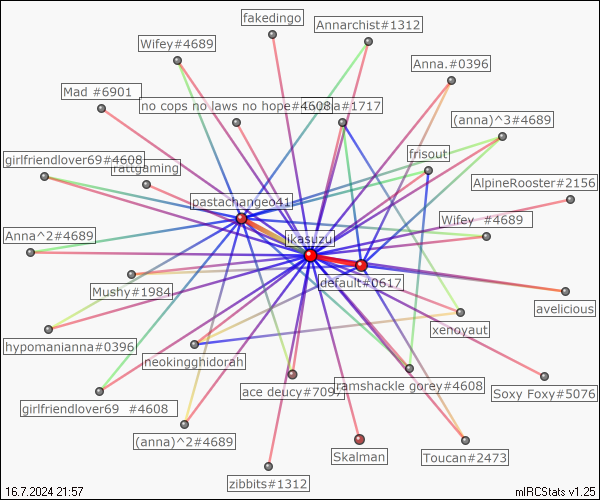 fakedingo
Annarchist#1312
Wifey#4689
Anna.#0396
Mad #6901
no cops no laws no hope#4608
a#1717
(anna)^3#4689
frisout
girlfriendlover69#4608
rattgaming
AlpineRooster#2156
pastachangeo41
Wifey #4689
Anna^2#4689
ikasuzu
default#0617
Mushy#1984
avelicious
xenoyaut
hypomanianna#0396
neokingghidorah
ace deucy#7097
ramshackle gorey#4608
Soxy Foxy#5076
girlfriendlover69 #4608
(anna)^2#4689
Skalman
Toucan#2473
zibbits#1312
16.7.2024 21:57
mIRCStats v1.25